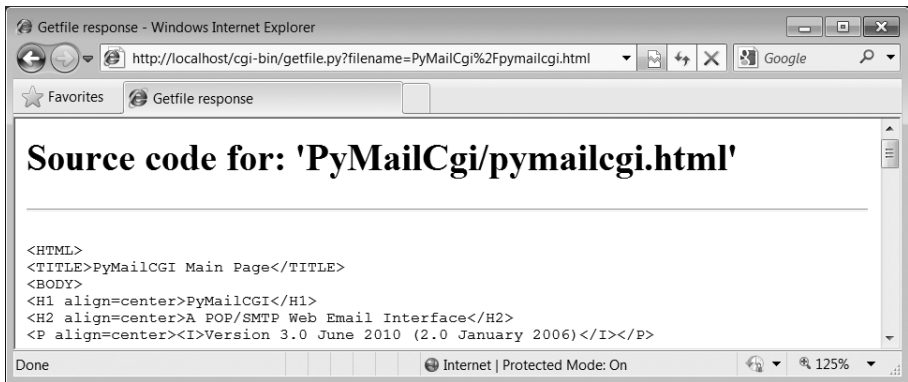 Getfile response - Windows Internet Explorer
http://localhost/cgi-bin/getfile.py?filename=PyMailCgi%2Fpymailcgi.html
Google
Favorites
Getfile response
Source code for: 'PyMailCgi/pymailcgi.html'
<HTML>
<TITLE>PyMailCGI Main Page</TITLE>
<BODY>
<H1 align=center>PyMailCGI</H1>
<H2 align=center>A POP/SMTP Web Email Interface</H2>
<P align=center><I>Version 3.0 June 2010 (2.0 January 2006)</I></P>
Done
Internet | Protected Mode: On
125%